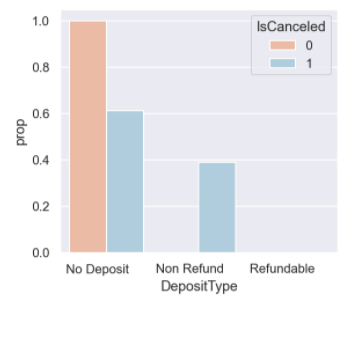 IsCanceled
0
1
1.0
0.8
0.6
0.4
0.2
0.0
prop
No Deposit Non Refund Refundable
DepositType